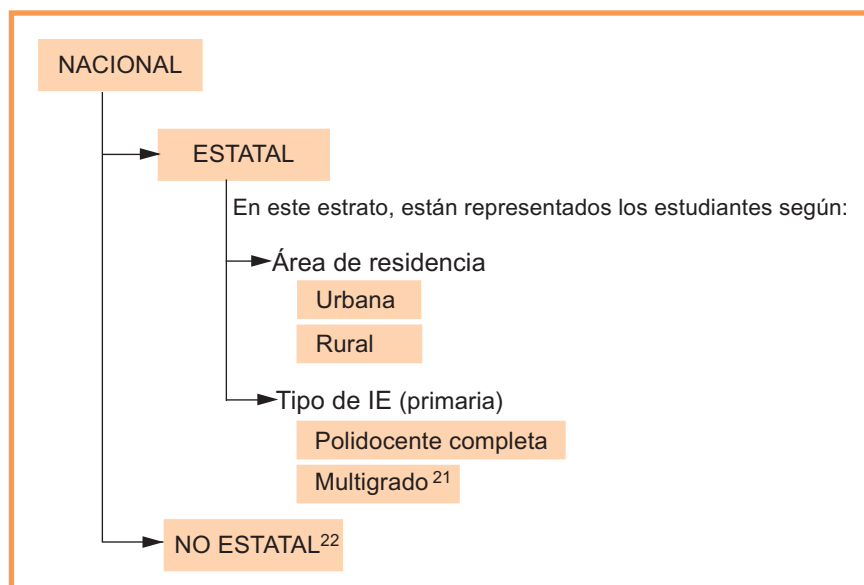 NACIONAL
ESTATAL
En este estrato, están representados los estudiantes según:
Área de residencia
Urbana
Rural
Tipo de IE (primaria)
Polidocente completa
Multigrado 21
NO ESTATAL22